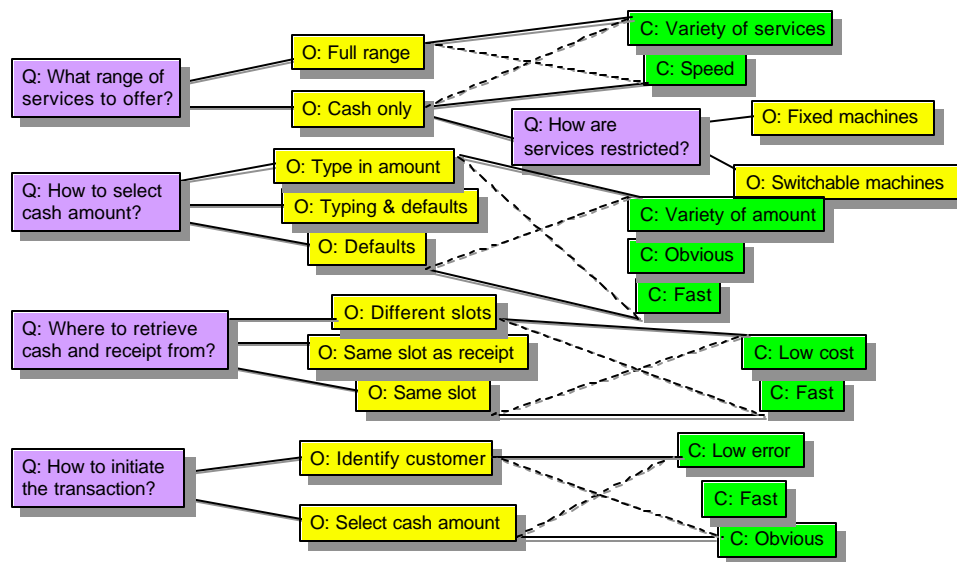 Q: What range of
services to offer?
O: Full range
O: Cash only
C: Variety of services
C: Speed
Q: How are
services restricted?
O: Fixed machines
O: Switchable machines
Q: How to select
cash amount?
O: Type in amount
O: Typing & defaults
O: Defaults
C: Variety of amount
C: Obvious
C: Fast
Q: Where to retrieve
cash and receipt from?
O: Different slots
O: Same slot as receipt
O: Same slot
C: Low cost
C: Fast
Q: How to initiate
the transaction?
O: Identify customer
O: Select cash amount
C: Low error
C: Fast
C: Obvious